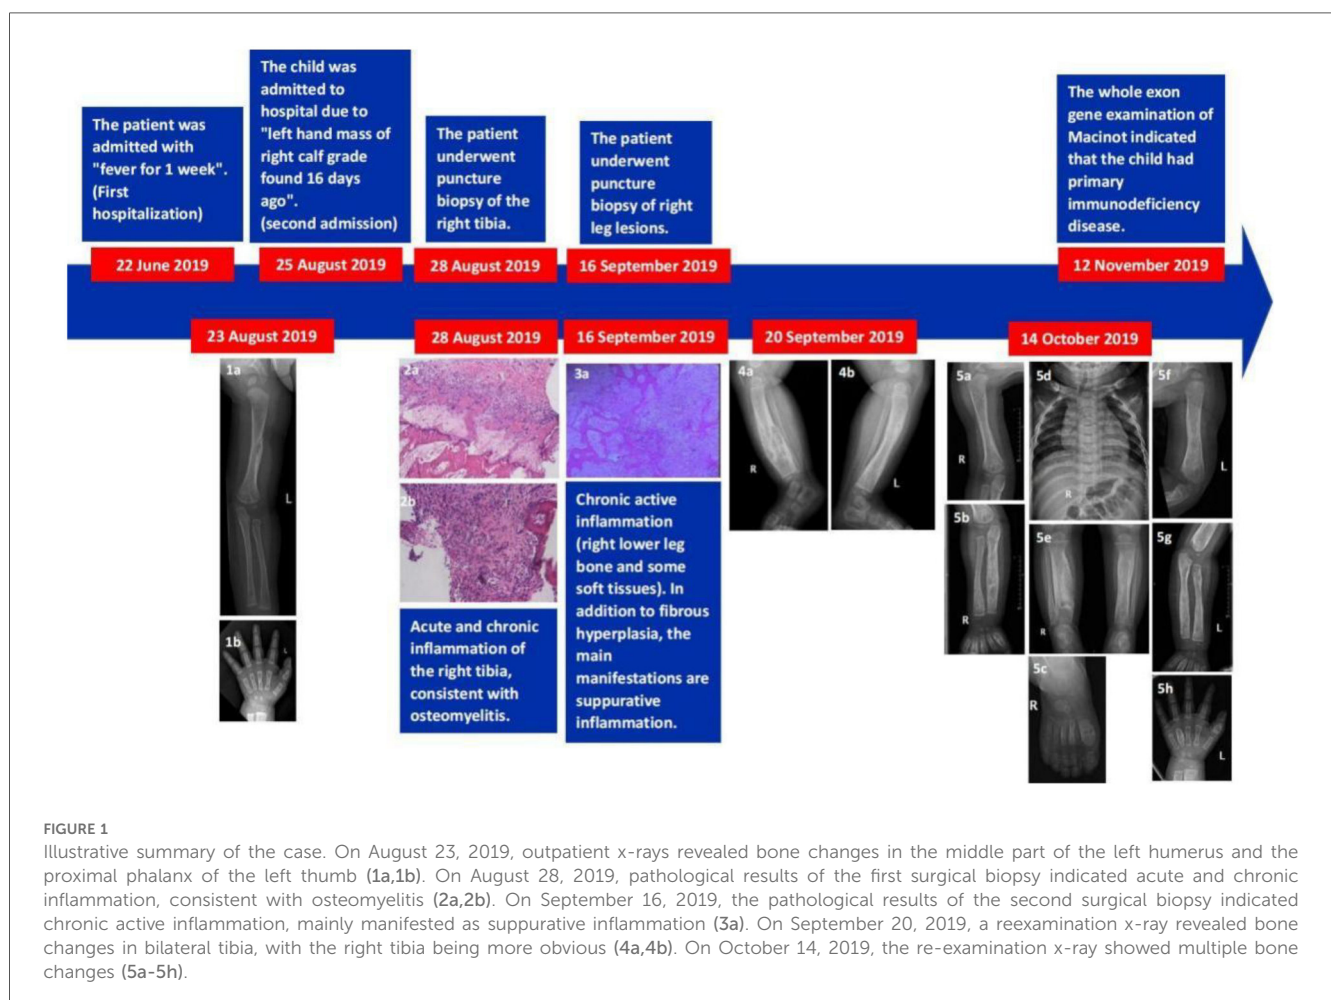 The patient was
admitted with
"fever for 1 week".
(First
hospitalization)
The child was
admitted to
hospital due to
"left hand mass of
right calf grade
found 16 days
ago".
(second admission)
The patient
underwent
puncture
biopsy of the
right tibia.
The patient
underwent
puncture
biopsy of right
leg lesions.
The whole exon
gene examination of
Macinot indicated
that the child had
primary
immunodeficiency
disease.
22 June 2019
25 August 2019
28 August 2019
16 September 2019
12 November 2019
23 August 2019
28 August 2019
16 September 2019
20 September 2019
14 October 2019
1a
L
1b
L
2a
2b
Acute and chronic
inflammation of
the right tibia,
consistent with
osteomyelitis.
3a
Chronic active
inflammation
(right lower leg
bone and some
soft tissues). In
addition to fibrous
hyperplasia, the
main
manifestations are
suppurative
inflammation.
4a
R
4b
L
5a
R
5b
R
5d
R
5e
R
5c
R
5f
L
5g
L
5h
L
FIGURE 1
Illustrative summary of the case. On August 23, 2019, outpatient x-rays revealed bone changes in the middle part of the left humerus and the
proximal phalanx of the left thumb (1a,1b). On August 28, 2019, pathological results of the first surgical biopsy indicated acute and chronic
inflammation, consistent with osteomyelitis (2a,2b). On September 16, 2019, the pathological results of the second surgical biopsy indicated
chronic active inflammation, mainly manifested as suppurative inflammation (3a). On September 20, 2019, a reexamination x-ray revealed bone
changes in bilateral tibia, with the right tibia being more obvious (4a,4b). On October 14, 2019, the re-examination x-ray showed multiple bone
changes (5a-5h).